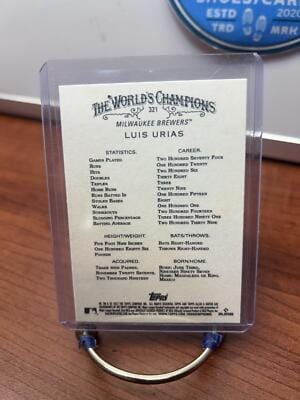 SHOES/CAR
ESTD
2020
TRD
MRK
THE WORLD'S CHAMPIONS
321
MILWAUKEE BREWERS™
LUIS URIAS
STATISTICS.
CAREER.
GAMES PLAYED
TWO HUNDRED SEVENTY FOUR
RUNS
ONE HUNDRED TWENTY
HITS
TWO HUNDRED SIX
DOUBLES
THIRTY EIGHT
TRIPLES
THREE
HOME RUNS
TWENTY NINE
RUNS BATTED IN
ONE HUNDRED FIFTEEN
STOLEN BASES
EIGHT
WALKS
ONE HUNDRED ONE
STRIKEOUTS
TWO HUNDRED FOURTEEN
SLUGGING PERCENTAGE
THREE HUNDRED NINETY ONE
BATTING AVERAGE
TWO HUNDRED THIRTY NINE
HEIGHT/WEIGHT.
BATS/THROWS.
FIVE FOOT NINE INCHES
ONE HUNDRED EIGHTY SIX
POUNDS
BATS RIGHT-HANDED
THROWS RIGHT-HANDED
ACQUIRED.
BORN/HOME.
TRADE WITH PADRES,
NOVEMBER TWENTY SEVENTH,
TWO THOUSAND NINETEEN
BORN: JUNE THIRD,
NINETEEN NINETY SEVEN
HOME: MAGDALENA DE KINO,
MEXICO
Topps